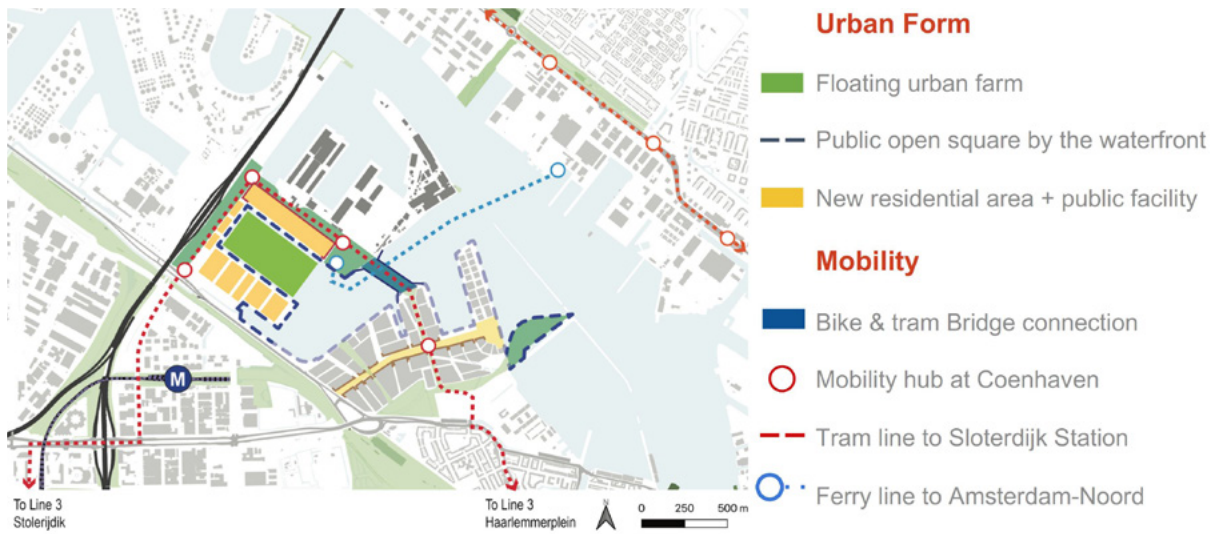 Urban Form
Floating urban farm
Public open square by the waterfront
New residential area + public facility
Mobility
Bike & tram Bridge connection
Mobility hub at Coenhaven
Tram line to Sloterdijk Station
Ferry line to Amsterdam-Noord
M
To Line 3
Stolerijdik
To Line 3
Haarlemmerplein
N
0 250 500 m